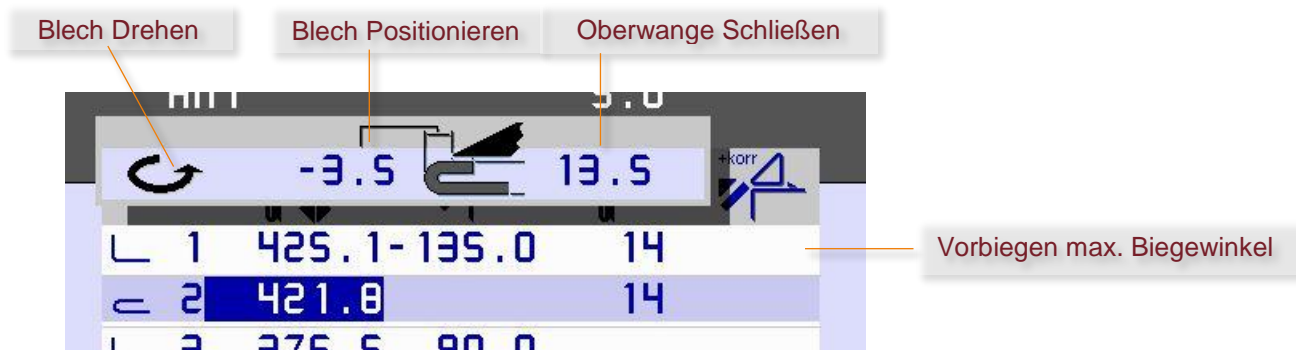 Blech Drehen Blech Positionieren Oberwange Schließen
-3.5 13.5
+korr
1 425.1-135.0 14
Vorbiegen max. Biegewinkel
2 421.8 14